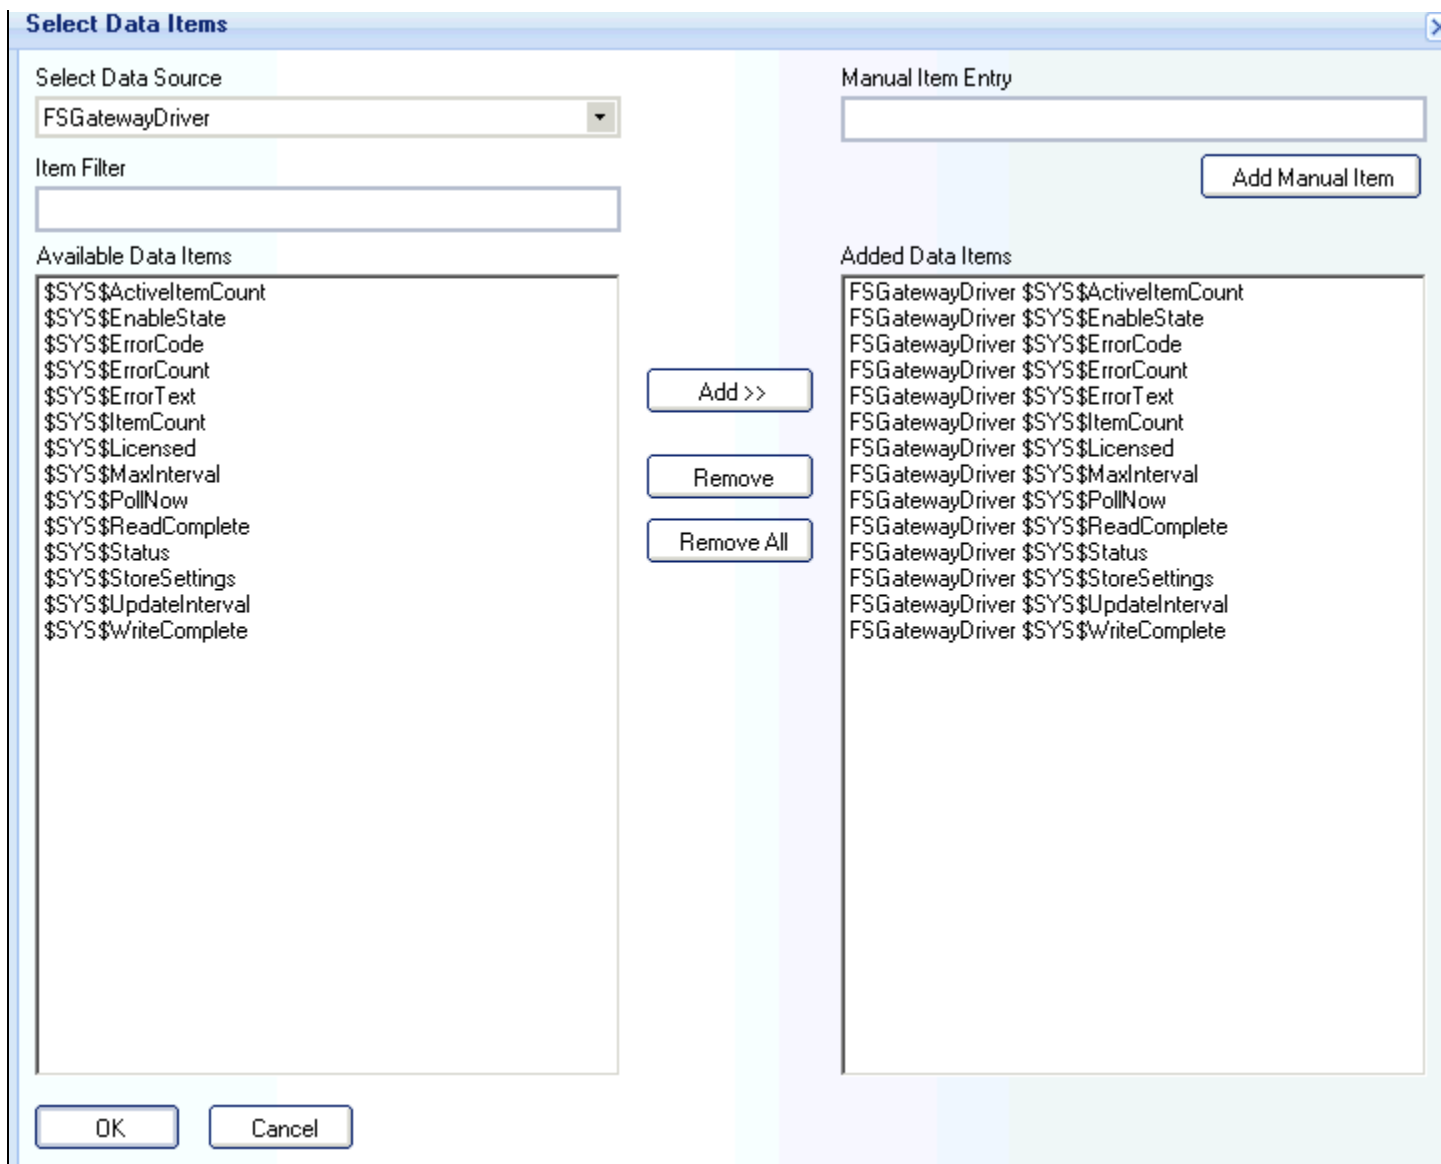 Select Data Items
Select Data Source
FSGatewayDriver
Item Filter
Available Data Items
$SYS$ActiveItemCount
$SYS$EnableState
$SYS$ErrorCode
$SYS$ErrorCount
$SYS$ErrorText
$SYS$ItemCount
$SYS$Licensed
$SYS$MaxInterval
$SYS$PollNow
$SYS$ReadComplete
$SYS$Status
$SYS$StoreSettings
$SYS$UpdateInterval
$SYS$WriteComplete
Add >>
Remove
Remove All
Manual Item Entry
Add Manual Item
Added Data Items
FSGatewayDriver $SYS$ActiveItemCount
FSGatewayDriver $SYS$EnableState
FSGatewayDriver $SYS$ErrorCode
FSGatewayDriver $SYS$ErrorCount
FSGatewayDriver $SYS$ErrorText
FSGatewayDriver $SYS$ItemCount
FSGatewayDriver $SYS$Licensed
FSGatewayDriver $SYS$MaxInterval
FSGatewayDriver $SYS$PollNow
FSGatewayDriver $SYS$ReadComplete
FSGatewayDriver $SYS$Status
FSGatewayDriver $SYS$StoreSettings
FSGatewayDriver $SYS$UpdateInterval
FSGatewayDriver $SYS$WriteComplete
OK
Cancel